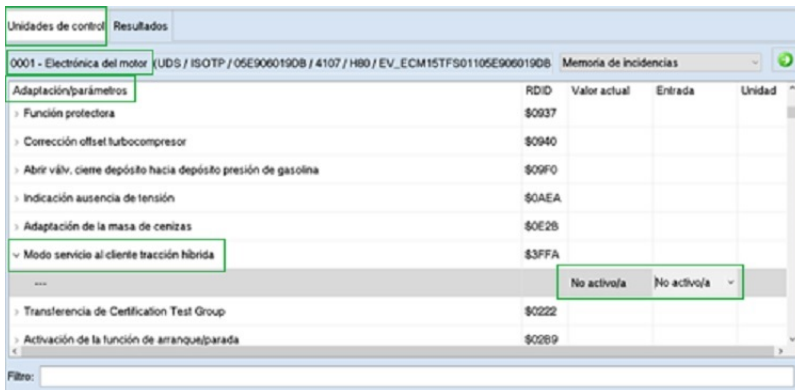 Unidades de control Resultados
0001 - Electrónica del motor (UDS / ISOTP / 05E906019DB / 4107 / H80 / EV_ECM15TFS01105E906019DB Memoria de incidencias
Adaptación/parámetros RDID Valor actual Entrada Unidad
Función protectora $0937
Corrección offset turbocompresor $0940
Abrir válv. cierre depósito hacia depósito presión de gasolina $09F0
Indicación ausencia de tensión $0AEA
Adaptación de la masa de cenizas $0E2B
Modo servicio al cliente tracción híbrida $3FFA
--- No activo/a No activo/a
Transferencia de Certification Test Group $0222
Activación de la función de arranque/parada $02B9
Filtro: